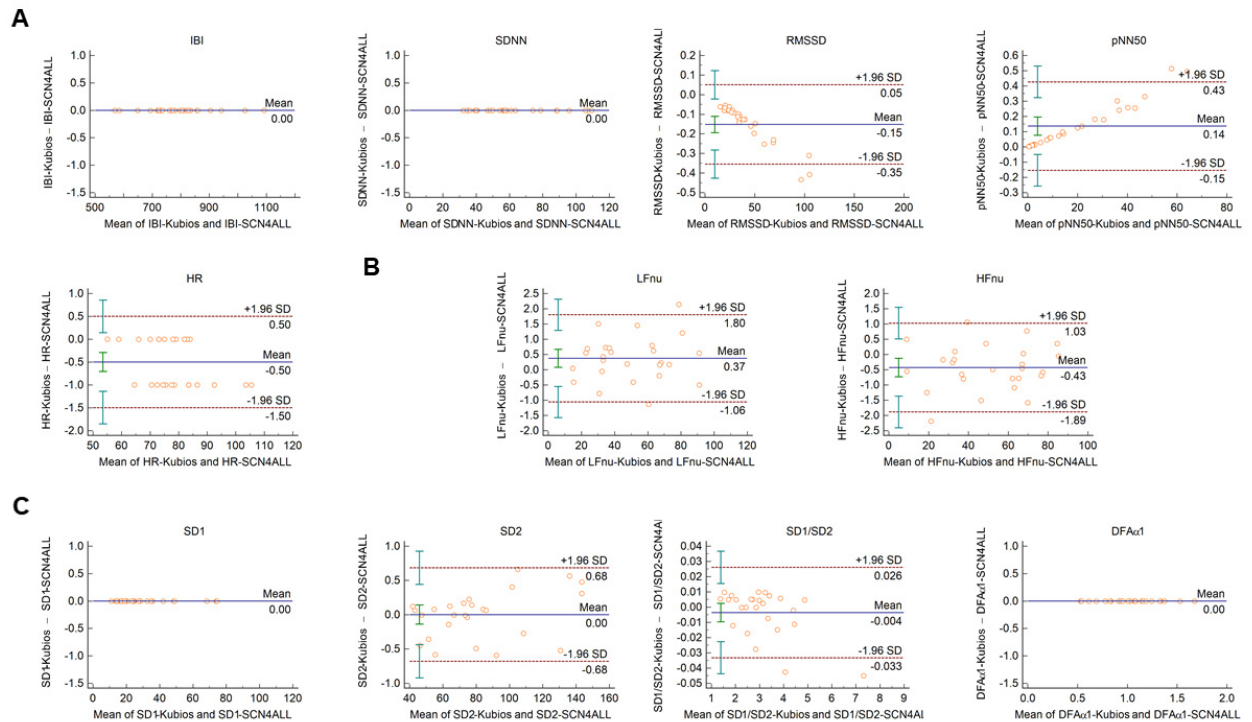 A
IBI
IBI-Kubios – IBI-SCN4ALL
1.0
0.5
0.0
-0.5
-1.0
-1.5
Mean
0.00
500 700 900 1100
Mean of IBI-Kubios and IBI-SCN4ALL
SDNN
SDNN-Kubios – SDNN-SCN4ALL
1.0
0.5
0.0
-0.5
-1.0
-1.5
Mean
0.00
0 20 40 60 80 100 120
Mean of SDNN-Kubios and SDNN-SCN4ALL
RMSSD
RMSSD-Kubios – RMSSD-SCN4ALL
0.2
0.1
0.0
-0.1
-0.2
-0.3
-0.4
-0.5
+1.96 SD
0.05
Mean
-0.15
-1.96 SD
-0.35
0 50 100 150 200
Mean of RMSSD-Kubios and RMSSD-SCN4ALL
pNN50
pNN50-Kubios – pNN50-SCN4ALL
0.6
0.5
0.4
0.3
0.2
0.1
0.0
-0.1
-0.2
-0.3
+1.96 SD
0.43
Mean
0.14
-1.96 SD
-0.15
0 20 40 60 80
Mean of pNN50-Kubios and pNN50-SCN4ALL
HR
HR-Kubios – HR-SCN4ALL
1.0
0.5
0.0
-0.5
-1.0
-1.5
-2.0
+1.96 SD
0.50
Mean
-0.50
-1.96 SD
-1.50
50 60 70 80 90 100 110 120
Mean of HR-Kubios and HR-SCN4ALL
B
LFnu
LFnu-Kubios – LFnu-SCN4ALL
2.5
2.0
1.5
1.0
0.5
0.0
-0.5
-1.0
-1.5
-2.0
+1.96 SD
1.80
Mean
0.37
-1.96 SD
-1.06
0 20 40 60 80 100 120
Mean of LFnu-Kubios and LFnu-SCN4ALL
HFnu
HFnu-Kubios – HFnu-SCN4ALL
2.0
1.5
1.0
0.5
0.0
-0.5
-1.0
-1.5
-2.0
-2.5
+1.96 SD
1.03
Mean
-0.43
-1.96 SD
-1.89
0 20 40 60 80 100
Mean of HFnu-Kubios and HFnu-SCN4ALL
C
SD1
SD1-Kubios – SD1-SCN4ALL
1.0
0.5
0.0
-0.5
-1.0
-1.5
Mean
0.00
0 20 40 60 80 100 120
Mean of SD1-Kubios and SD1-SCN4ALL
SD2
SD2-Kubios – SD2-SCN4ALL
1.0
0.5
0.0
-0.5
-1.0
+1.96 SD
0.68
Mean
0.00
-1.96 SD
-0.68
40 60 80 100 120 140 160
Mean of SD2-Kubios and SD2-SCN4ALL
SD1/SD2
SD1/SD2-Kubios – SD1/SD2-SCN4Al
0.04
0.03
0.02
0.01
0.00
-0.01
-0.02
-0.03
-0.04
-0.05
+1.96 SD
0.026
Mean
-0.004
-1.96 SD
-0.033
1 2 3 4 5 6 7 8 9
Mean of SD1/SD2-Kubios and SD1/SD2-SCN4Al
DFAα1
DFAα1-Kubios – DFAα1-SCN4ALL
1.0
0.5
0.0
-0.5
-1.0
-1.5
Mean
0.00
0.0 0.5 1.0 1.5 2.0
Mean of DFAα1-Kubios and DFAα1-SCN4ALL